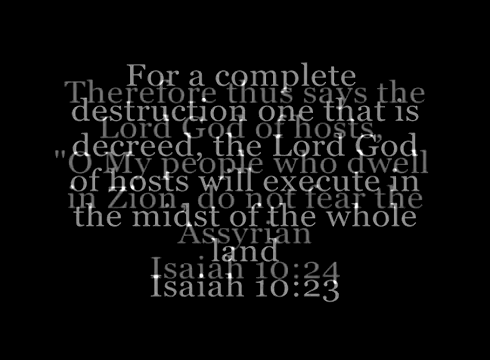 For a complete
destruction one that is
decreed, the Lord God
of hosts will execute in
the midst of the whole
land
Isaiah 10:23
Therefore thus says the
Lord God of hosts,
"O My people who dwell
in Zion, do not fear the
Assyrian
Isaiah 10:24